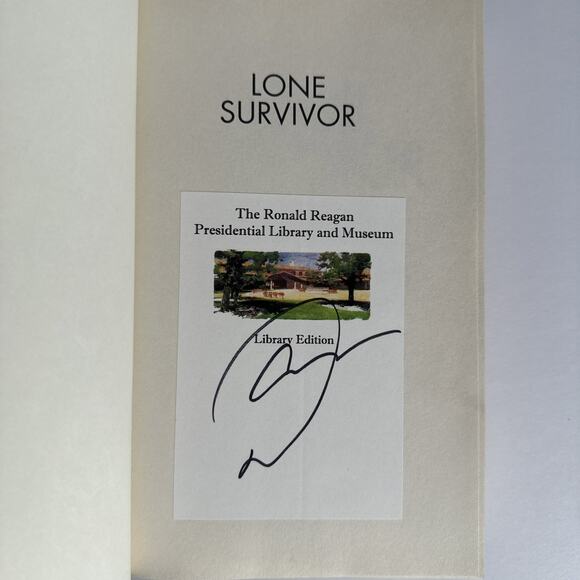 LONE
SURVIVOR
The Ronald Reagan
Presidential Library and Museum
Library Edition